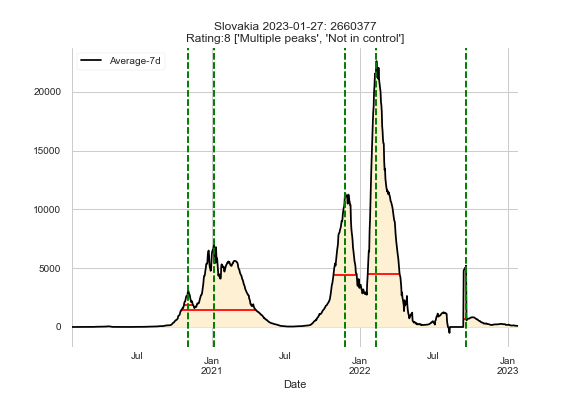 Slovakia 2023-01-27: 2660377
Rating:8 ['Multiple peaks', 'Not in control']
Average-7d
20000
15000
10000
5000
0
Jul
Jan
2021
Jul
Jan
2022
Jul
Jan
2023
Date